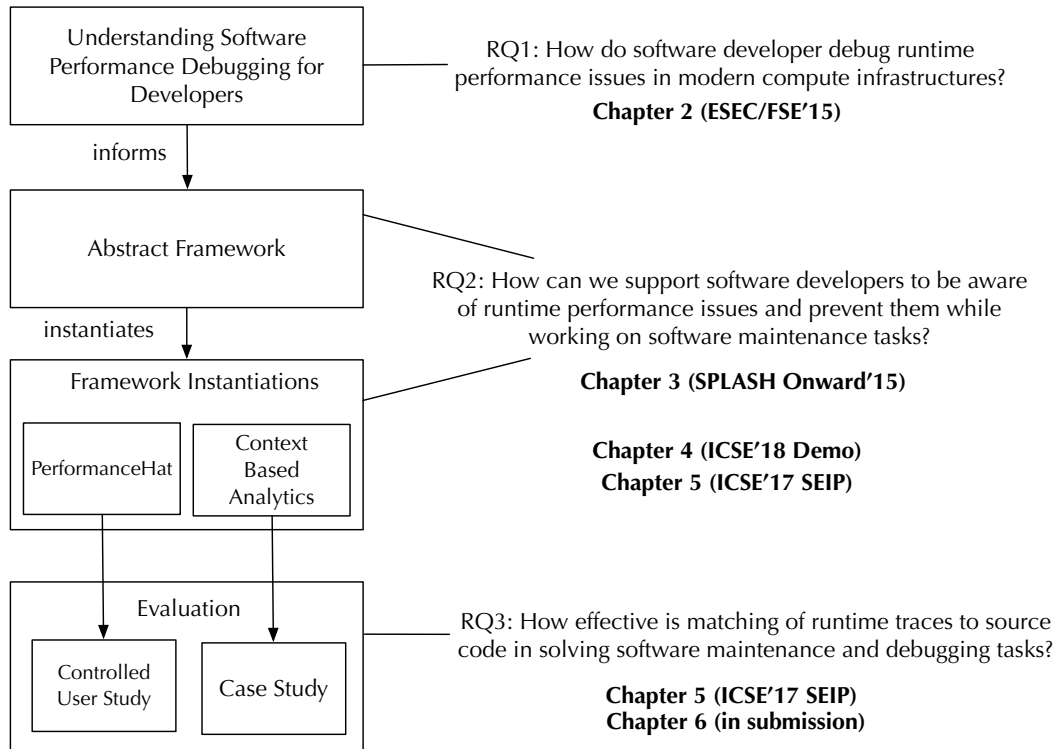 Understanding Software
Performance Debugging for
Developers
RQ1: How do software developer debug runtime
performance issues in modern compute infrastructures?
Chapter 2 (ESEC/FSE'15)
informs
Abstract Framework
RQ2: How can we support software developers to be aware
of runtime performance issues and prevent them while
working on software maintenance tasks?
Chapter 3 (SPLASH Onward'15)
instantiates
Framework Instantiations
PerformanceHat
Context
Based
Analytics
Chapter 4 (ICSE'18 Demo)
Chapter 5 (ICSE'17 SEIP)
Evaluation
Controlled
User Study
Case Study
RQ3: How effective is matching of runtime traces to source
code in solving software maintenance and debugging tasks?
Chapter 5 (ICSE'17 SEIP)
Chapter 6 (in submission)